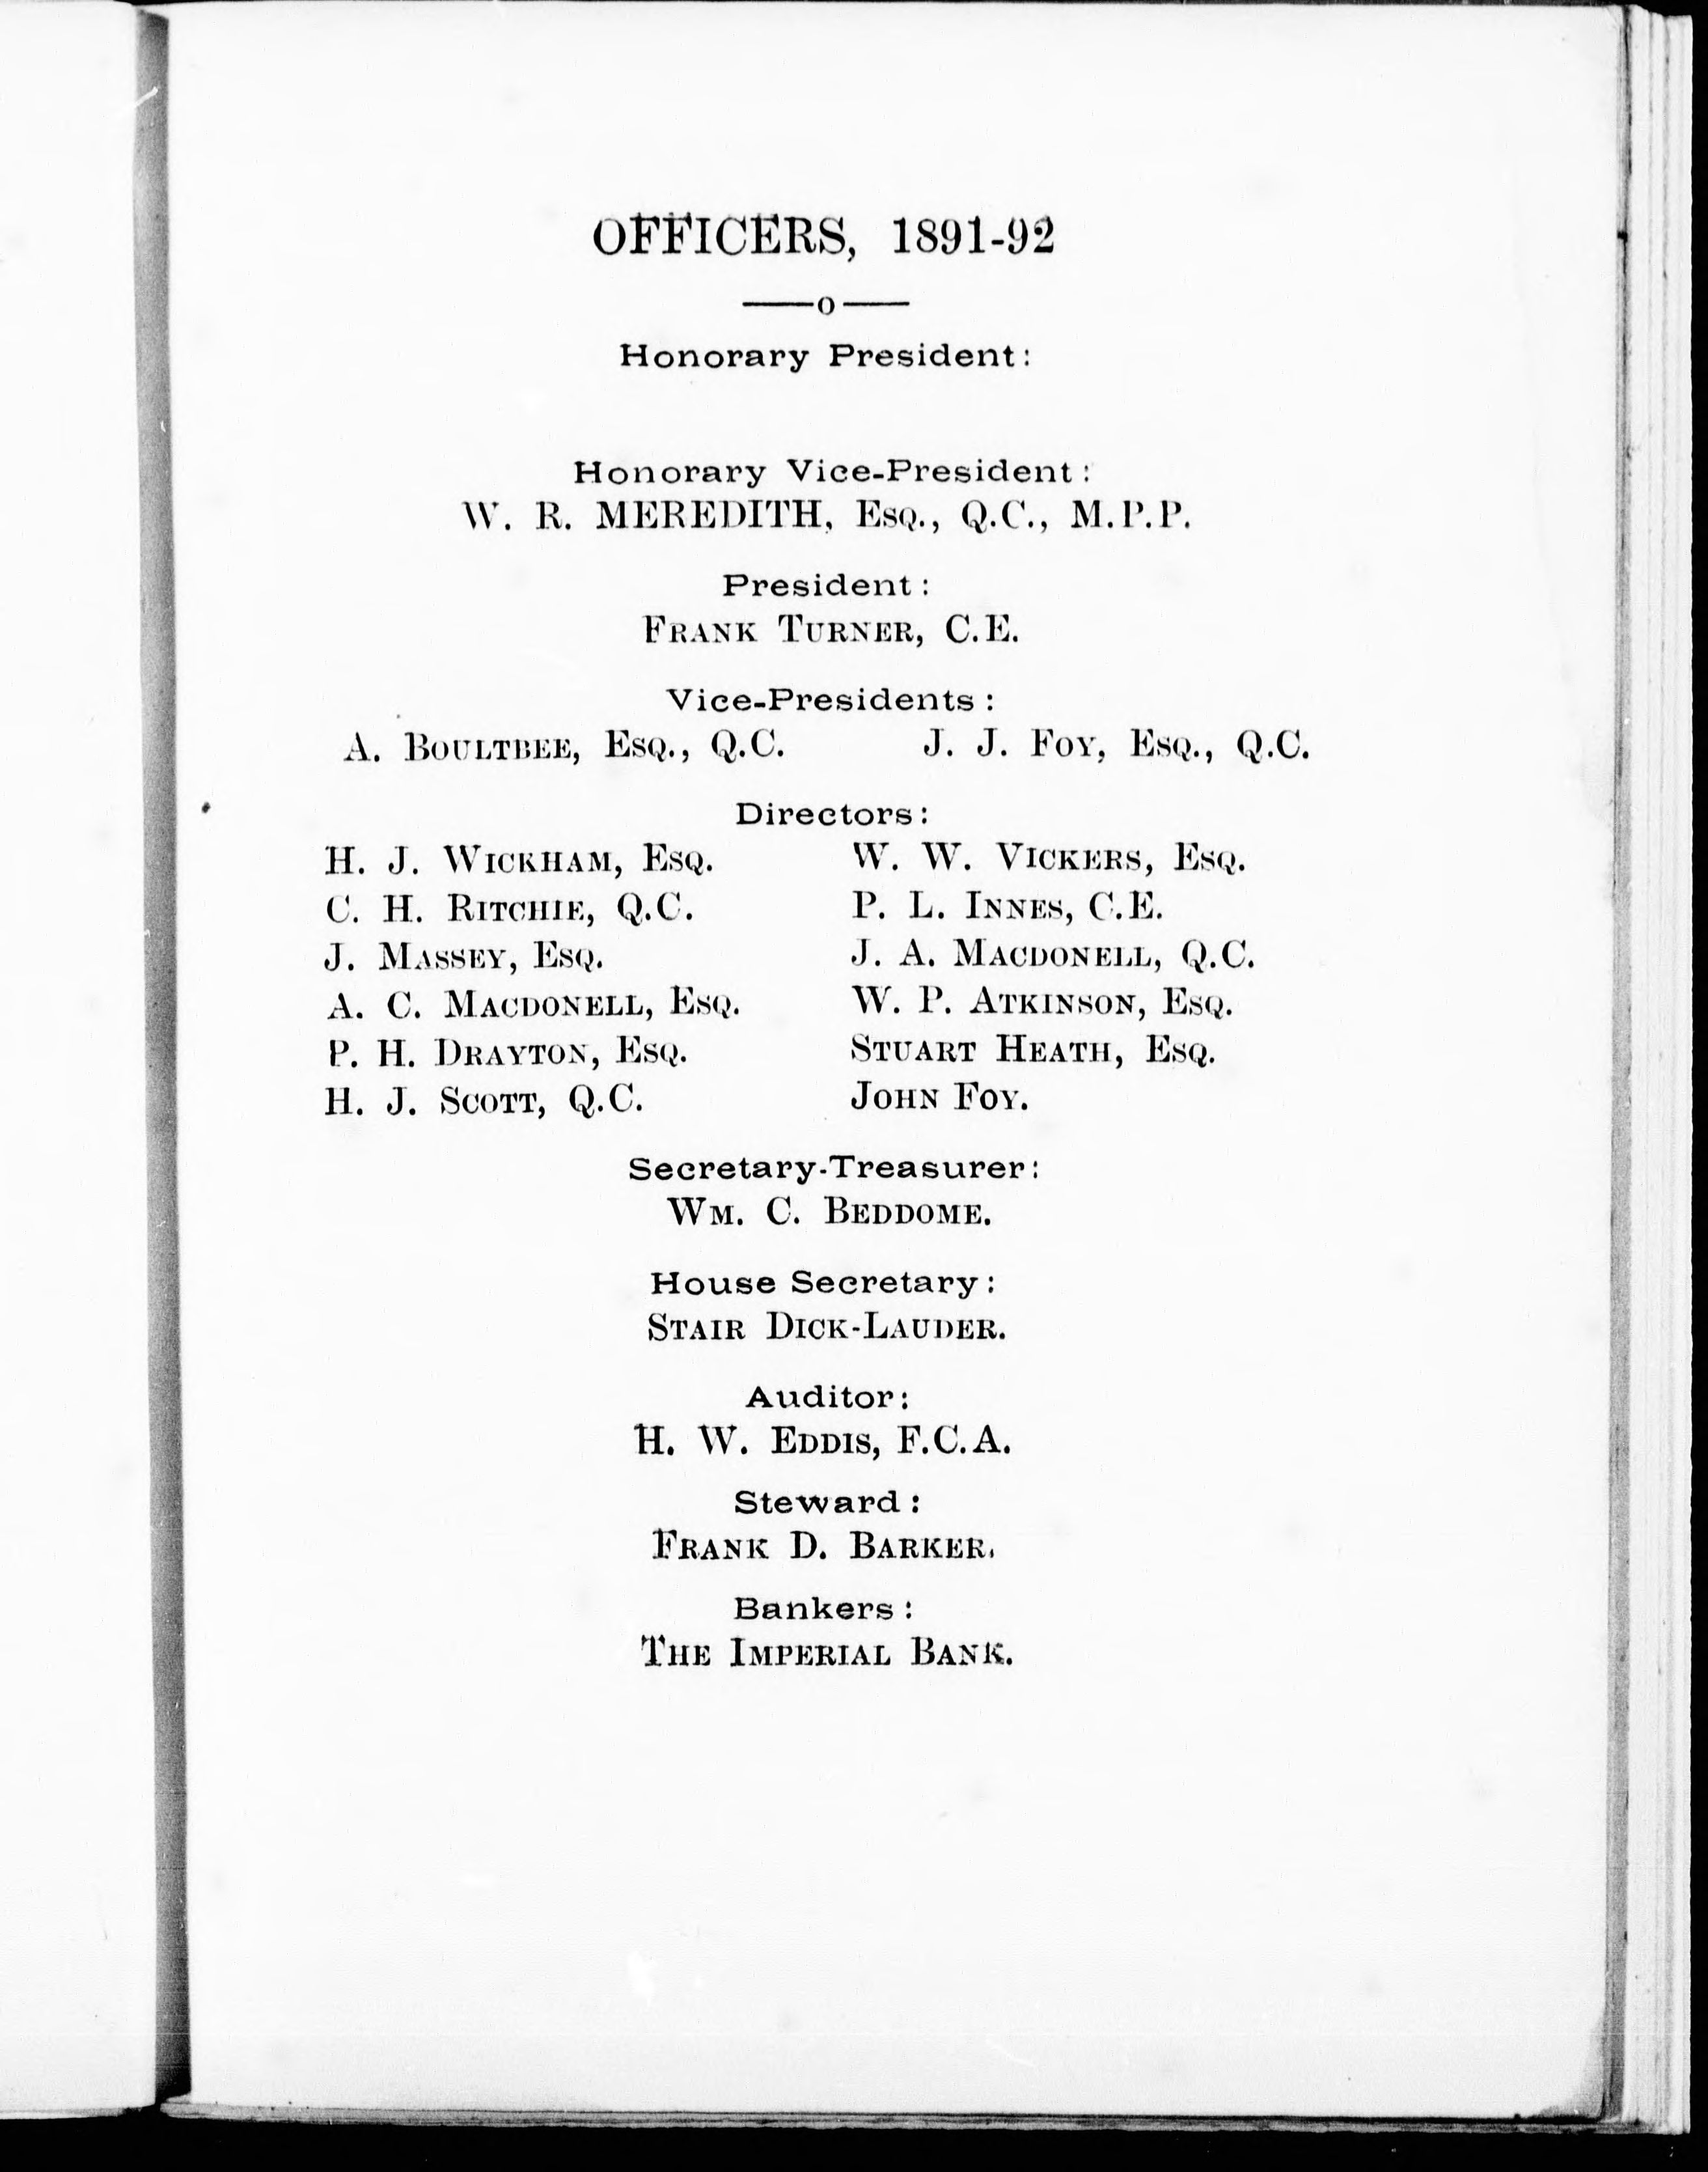 OFFICERS, 1891-92
——o——
Honorary President:
Honorary Vice-President:
W. R. MEREDITH, ESQ., Q.C., M.P.P.
President:
FRANK TURNER, C.E.
Vice-Presidents:
A. BOULTBEE, ESQ., Q.C. J. J. FOY, ESQ., Q.C.
Directors:
H. J. WICKHAM, ESQ. W. W. VICKERS, ESQ.
C. H. RITCHIE, Q.C. P. L. INNES, C.E.
J. MASSEY, ESQ. J. A. MACDONELL, Q.C.
A. C. MACDONELL, ESQ. W. P. ATKINSON, ESQ.
P. H. DRAYTON, ESQ. STUART HEATH, ESQ.
H. J. SCOTT, Q.C. JOHN FOY.
Secretary-Treasurer:
WM. C. BEDDOME.
House Secretary:
STAIR DICK-LAUDER.
Auditor:
H. W. EDDIS, F.C.A.
Steward:
FRANK D. BARKER.
Bankers:
THE IMPERIAL BANK.